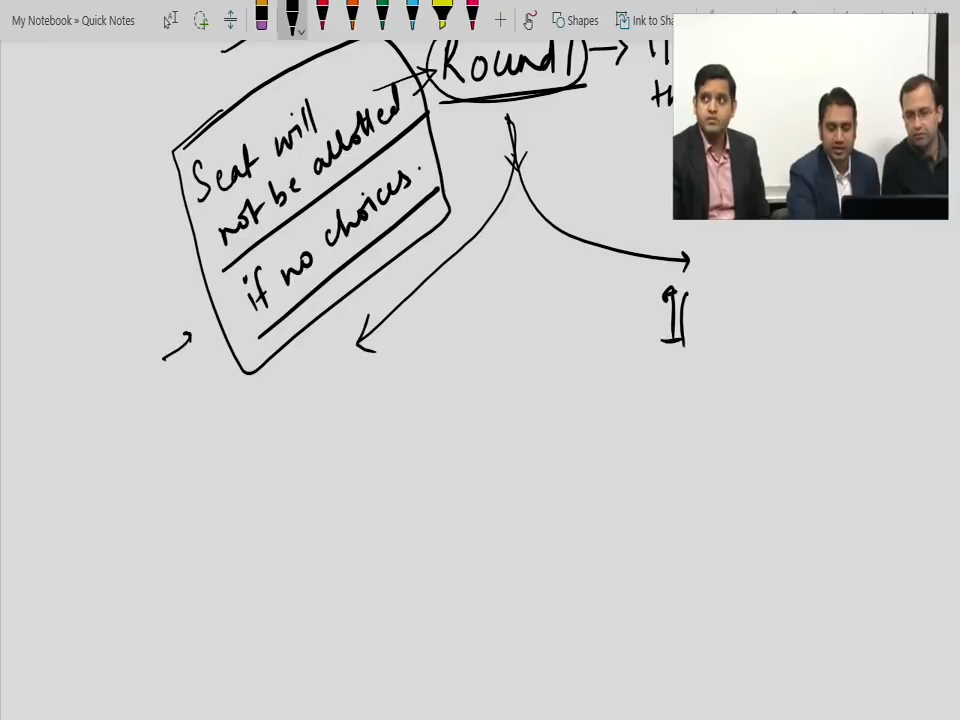 My Notebook » Quick Notes
Shapes
Ink to Sha
Round 1 →
Seat will
not be allotted
if no choices.